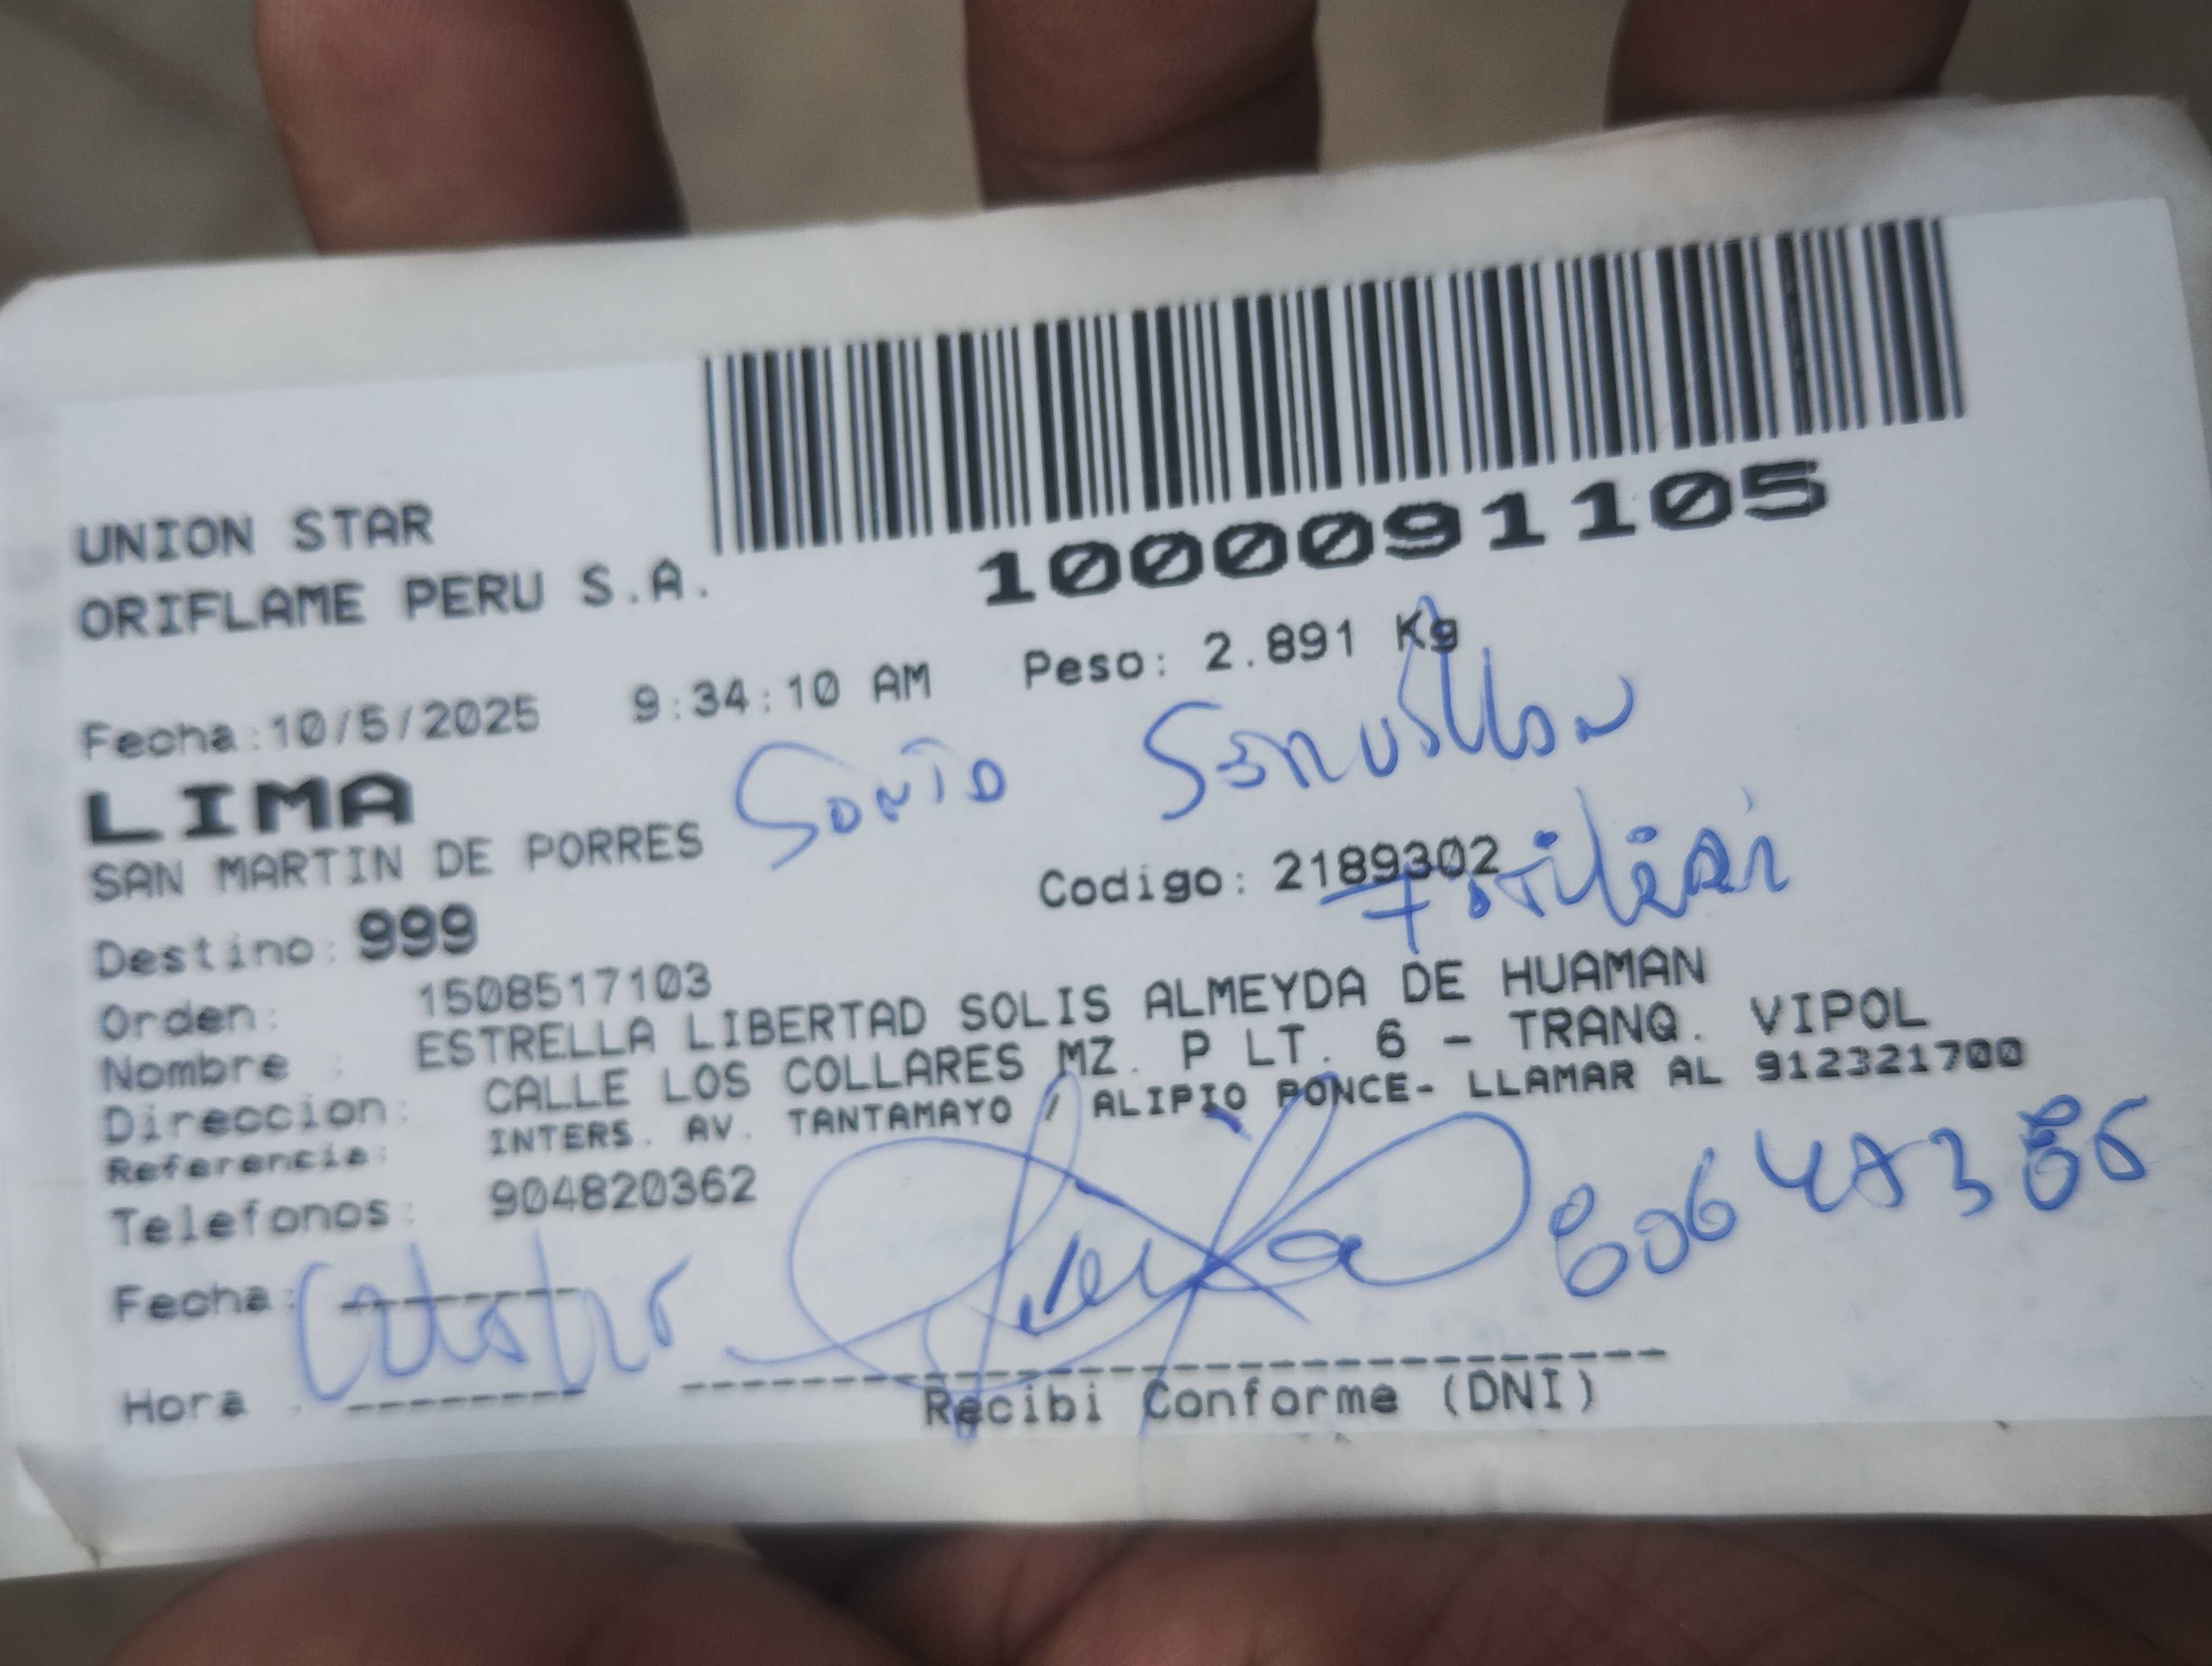 UNION STAR
ORIFLAME PERU S.A.
1000091105
Fecha:10/5/2025 9:34:10 AM Peso: 2.891 Kg
LIMA
SAN MARTIN DE PORRES
Codigo: 2189302
Destino: 999
Orden: 1508517103
Nombre : ESTRELLA LIBERTAD SOLIS ALMEYDA DE HUAMAN
Direccion: CALLE LOS COLLARES MZ. P LT. 6 - TRANQ. VIPOL
Referencia: INTERS. AV. TANTAMAYO / ALIPIO PONCE- LLAMAR AL 912321700
Telefonos: 904820362
Fecha:
Hora :
Recibi Conforme (DNI)